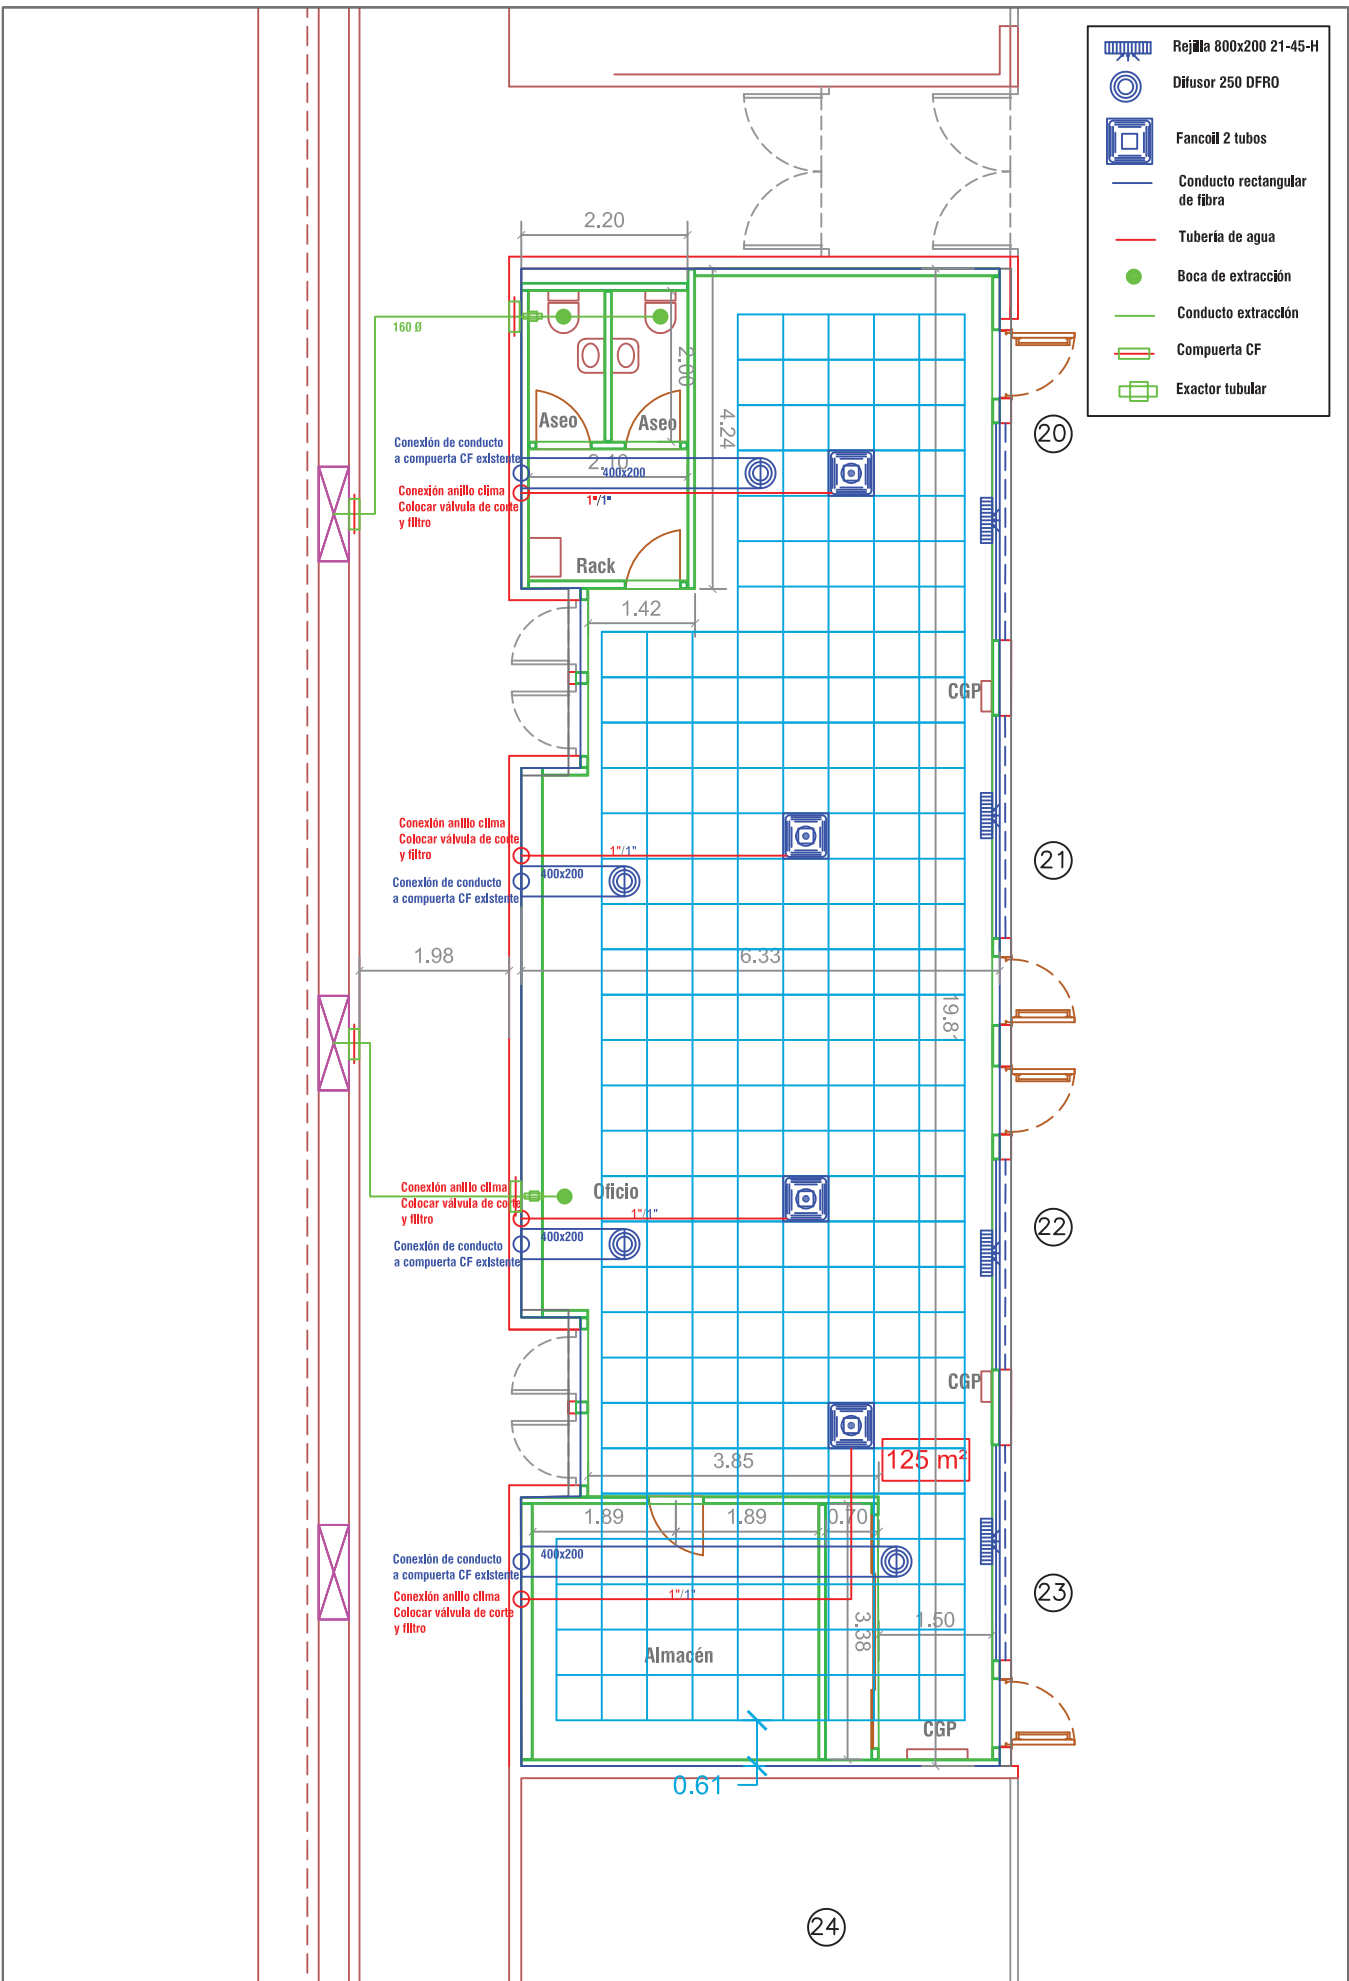 Rejilla 800x200 21-45-H
Difusor 250 DFRO
Fancoil 2 tubos
Conducto rectangular
de fibra
Tubería de agua
Boca de extracción
Conducto extracción
Compuerta CF
Exactor tubular
2.20
160 Ø
2.00
Aseo
Aseo
4.24
20
Conexión de conducto
a compuerta CF existente
2.10
400x200
Conexión anillo clima
Colocar válvula de corte
y filtro
1"/1"
Rack
1.42
CGP
Conexión anillo clima
Colocar válvula de corte
y filtro
1"/1"
21
Conexión de conducto
a compuerta CF existente
400x200
1.98
6.33
19.81
Conexión anillo clima
Colocar válvula de corte
y filtro
Oficio
1"/1"
22
Conexión de conducto
a compuerta CF existente
400x200
CGP
3.85
125 m²
1.89
1.89
0.70
Conexión de conducto
a compuerta CF existente
400x200
Conexión anillo clima
Colocar válvula de corte
y filtro
1"/1"
23
3.38
1.50
Almacén
CGP
0.61
24